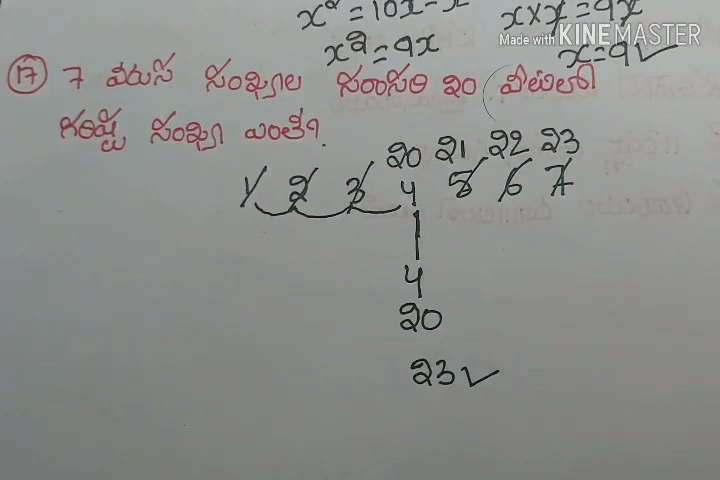 x² = 10x - x
x × x = 9x
Made with KINEMASTER
x² = 9x
x = 9 ✓
17 7 వరుస సంఖ్యల సరాసరి 20 వీటిలో
గరిష్ట సంఖ్య ఎంత?
20 21 22 23
1 2 3 4 5 6 7
4
20
23 ✓